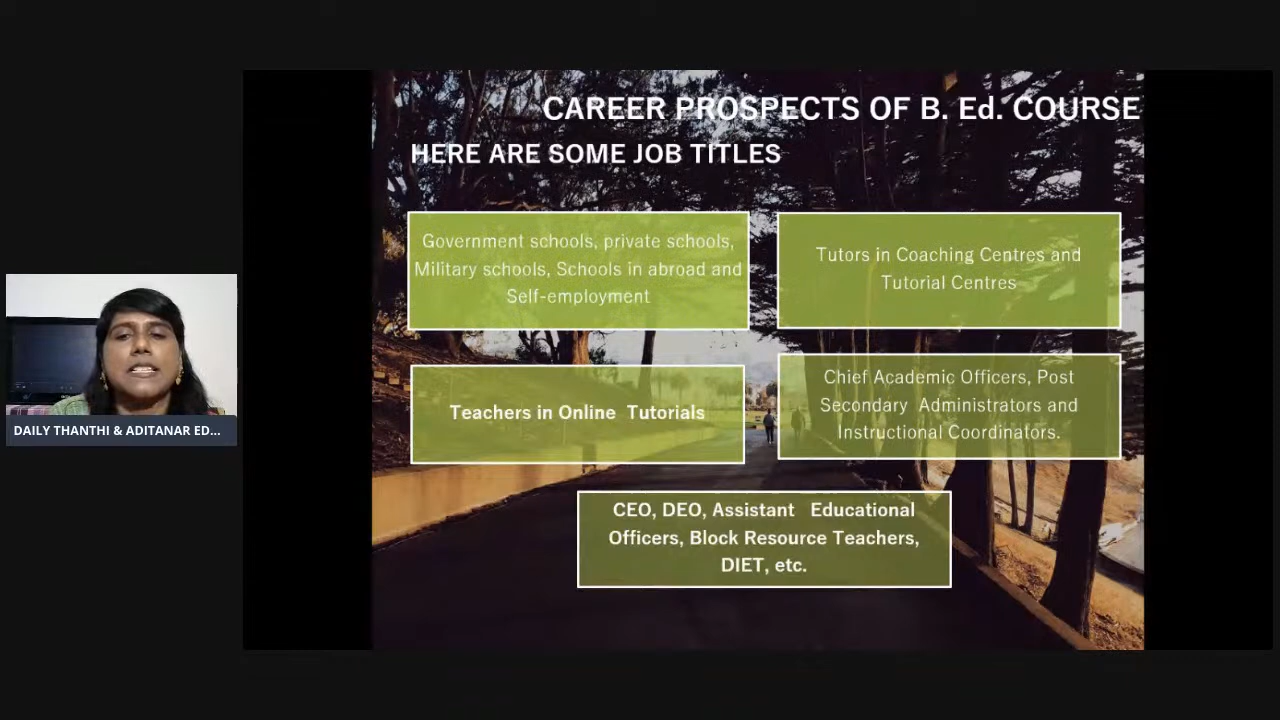 CAREER PROSPECTS OF B. Ed. COURSE
HERE ARE SOME JOB TITLES
Government schools, private schools,
Military schools, Schools in abroad and
Self-employment
Tutors in Coaching Centres and
Tutorial Centres
Teachers in Online Tutorials
Chief Academic Officers, Post
Secondary Administrators and
Instructional Coordinators.
CEO, DEO, Assistant Educational
Officers, Block Resource Teachers,
DIET, etc.
DAILY THANTHI & ADITANAR ED...